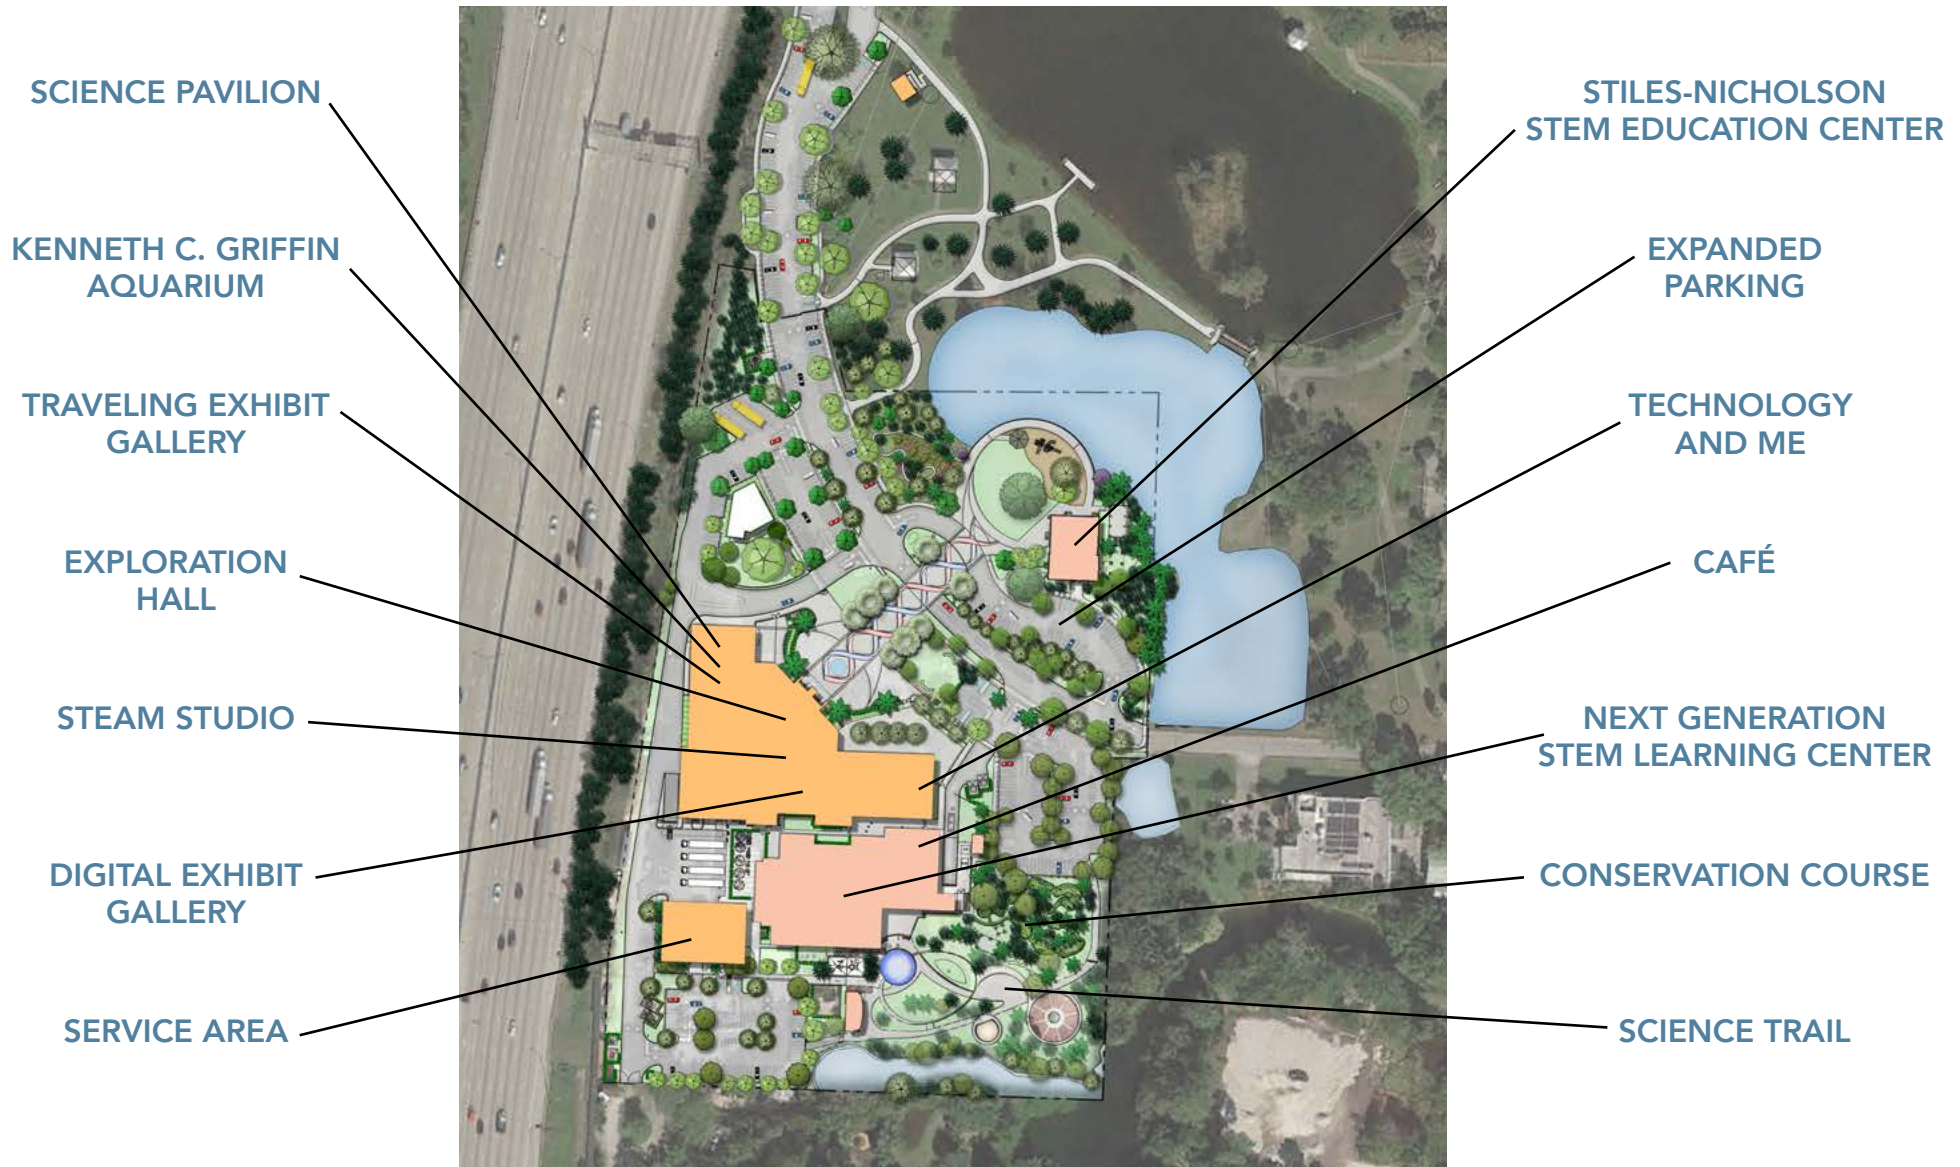 SCIENCE PAVILION
KENNETH C. GRIFFIN
AQUARIUM
TRAVELING EXHIBIT
GALLERY
EXPLORATION
HALL
STEAM STUDIO
DIGITAL EXHIBIT
GALLERY
SERVICE AREA
STILES-NICHOLSON
STEM EDUCATION CENTER
EXPANDED
PARKING
TECHNOLOGY
AND ME
CAFÉ
NEXT GENERATION
STEM LEARNING CENTER
CONSERVATION COURSE
SCIENCE TRAIL